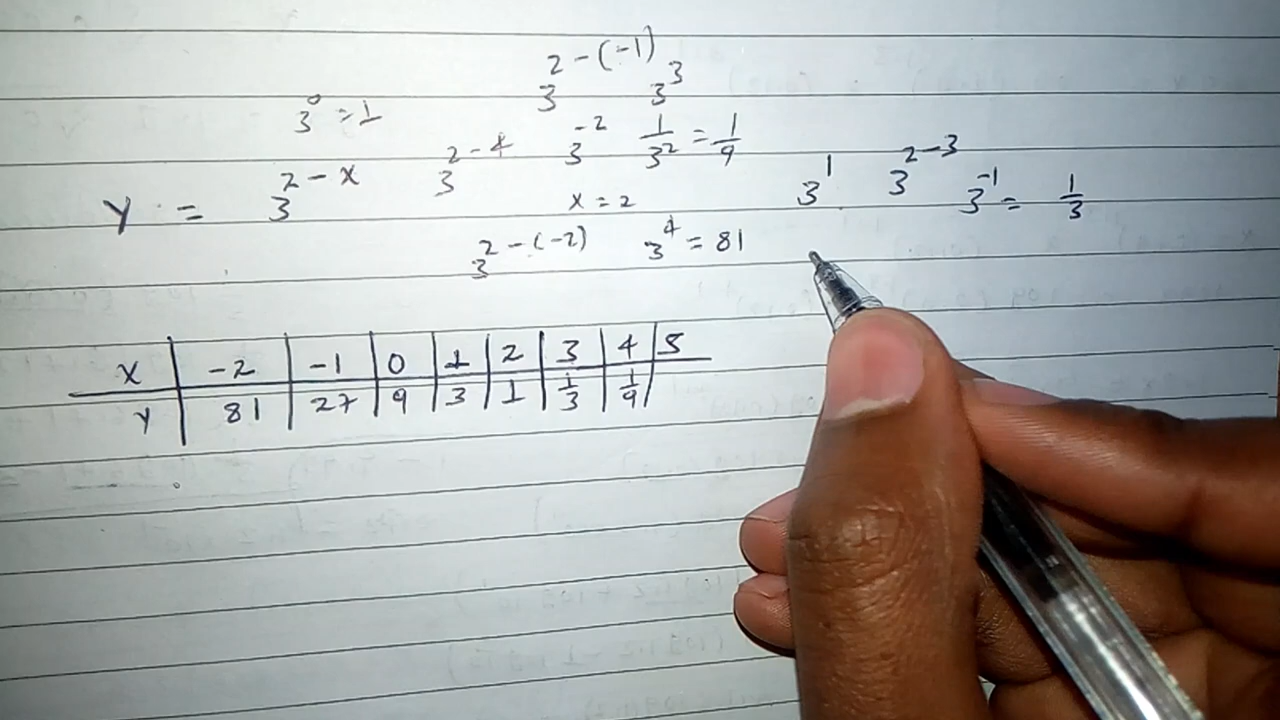 3^{2-(-1)} 3^3
3^0 = 1
3^{2-4} 3^{-2} 1/3^2 = 1/9
y = 3^{2-x} x = 2 3^1 3^{2-3} 3^{-1} = 1/3
3^{2-(-2)} 3^4 = 81
x | -2 | -1 | 0 | 1 | 2 | 3 | 4 | 5
y | 81 | 27 | 9 | 3 | 1 | 1/3 | 1/9 |